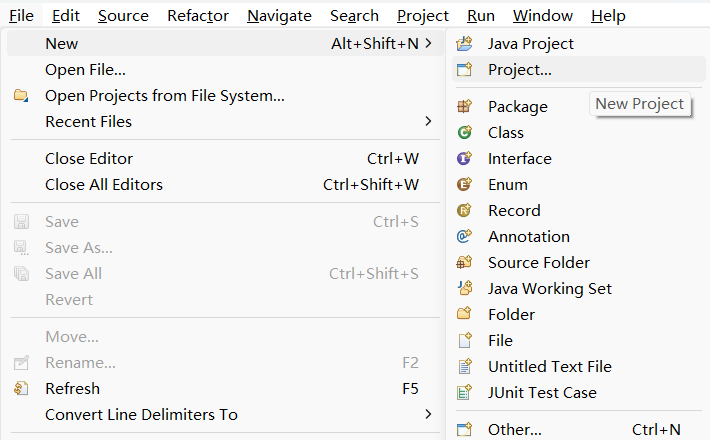 File Edit Source Refactor Navigate Search Project Run Window Help
New Alt+Shift+N
Open File...
Open Projects from File System...
Recent Files
Close Editor Ctrl+W
Close All Editors Ctrl+Shift+W
Save Ctrl+S
Save As...
Save All Ctrl+Shift+S
Revert
Move...
Rename... F2
Refresh F5
Convert Line Delimiters To
Java Project
Project...
New Project
Package
Class
Interface
Enum
Record
Annotation
Source Folder
Java Working Set
Folder
File
Untitled Text File
JUnit Test Case
Other... Ctrl+N